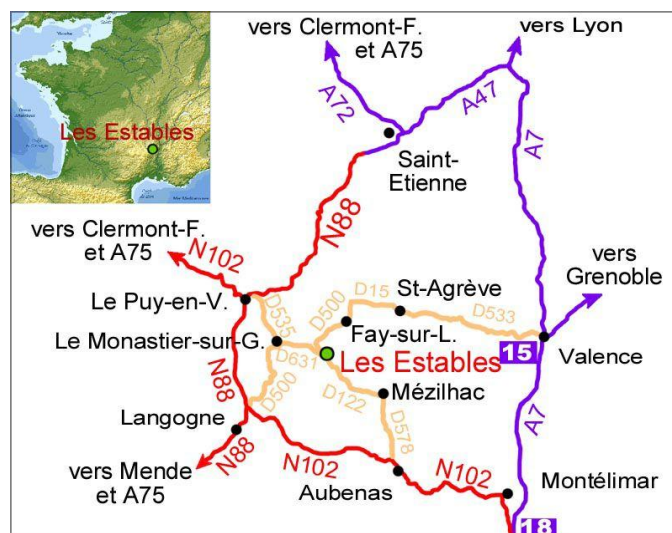 vers Clermont-F.
et A75
vers Lyon
A72
A47
A7
Les Estables
Saint-
Etienne
N88
vers Clermont-F.
et A75
N102
vers
Grenoble
Le Puy-en-V.
D535
D500
D15
St-Agrève
D533
Le Monastier-sur-G.
Fay-sur-L.
D631
Les Estables
15
Valence
N88
D500
D122
Mézilhac
A7
Langogne
D578
N88
vers Mende
et A75
N102
Aubenas
N102
Montélimar
18